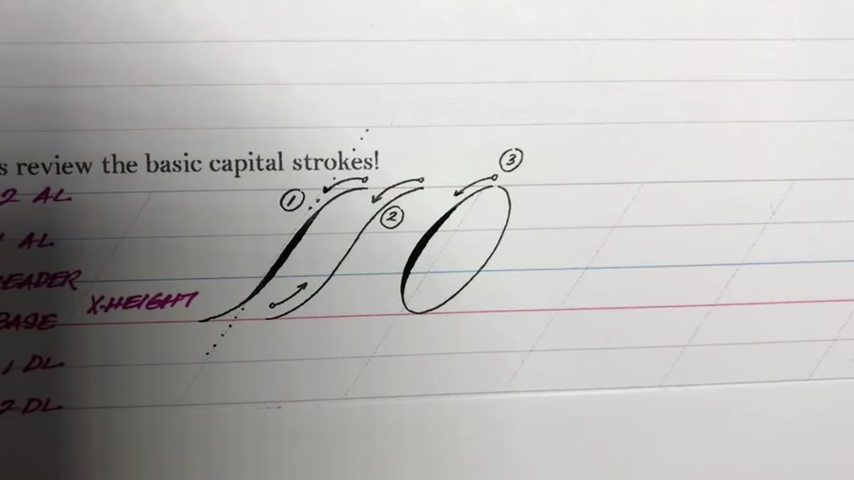 s review the basic capital strokes!
3
2 AL
1
2
1 AL
EADER
X-HEIGHT
BASE
1 DL
2 DL